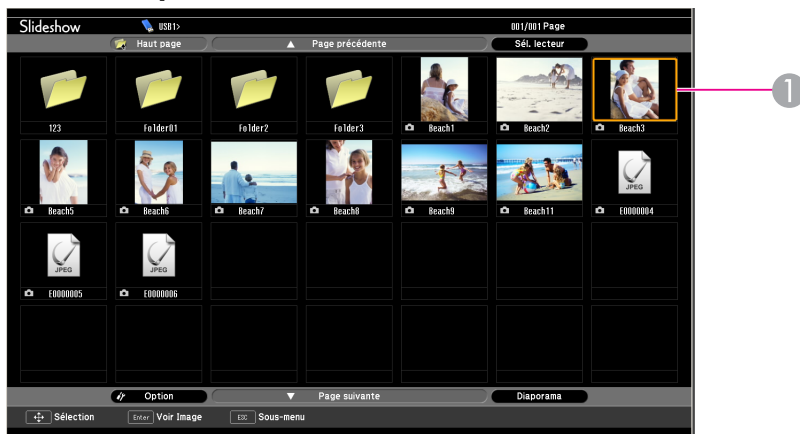 Slideshow USB1> 001/001 Page
Haut page ▲ Page précédente Sél. lecteur
123 Folder01 Folder2 Folder3 Beach1 Beach2 Beach3
1
Beach5 Beach6 Beach7 Beach8 Beach9 Beach11 JPEG E0000004
JPEG E0000005 JPEG E0000006
Option ▼ Page suivante Diaporama
Sélection Enter Voir Image ESC Sous-menu